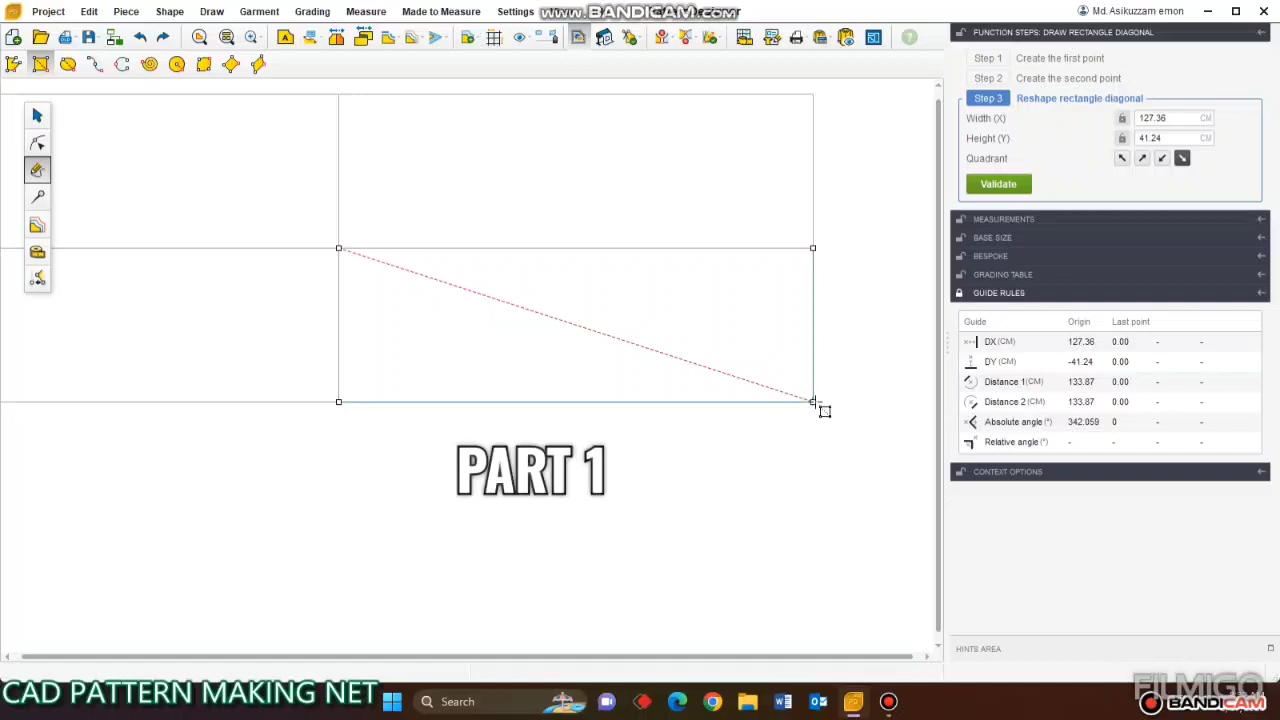 Project Edit Piece Shape Draw Garment Grading Measure Made to Measure Settings
WWW.BANDICAM.COM
Md. Asikuzzam emon
FUNCTION STEPS: DRAW RECTANGLE DIAGONAL
Step 1 Create the first point
Step 2 Create the second point
Step 3 Reshape rectangle diagonal
Width (X) 127.36 CM
Height (Y) 41.24 CM
Quadrant
Validate
MEASUREMENTS
BASE SIZE
BESPOKE
GRADING TABLE
GUIDE RULES
Guide Origin Last point
DX (CM) 127.36 0.00 - -
DY (CM) -41.24 0.00 - -
Distance 1(CM) 133.87 0.00 - -
Distance 2 (CM) 133.87 0.00 - -
Absolute angle (°) 342.059 0 - -
Relative angle (°) - - - -
CONTEXT OPTIONS
PART 1
HINTS AREA
CAD PATTERN MAKING NET
Search
FILMIGO
BANDICAM